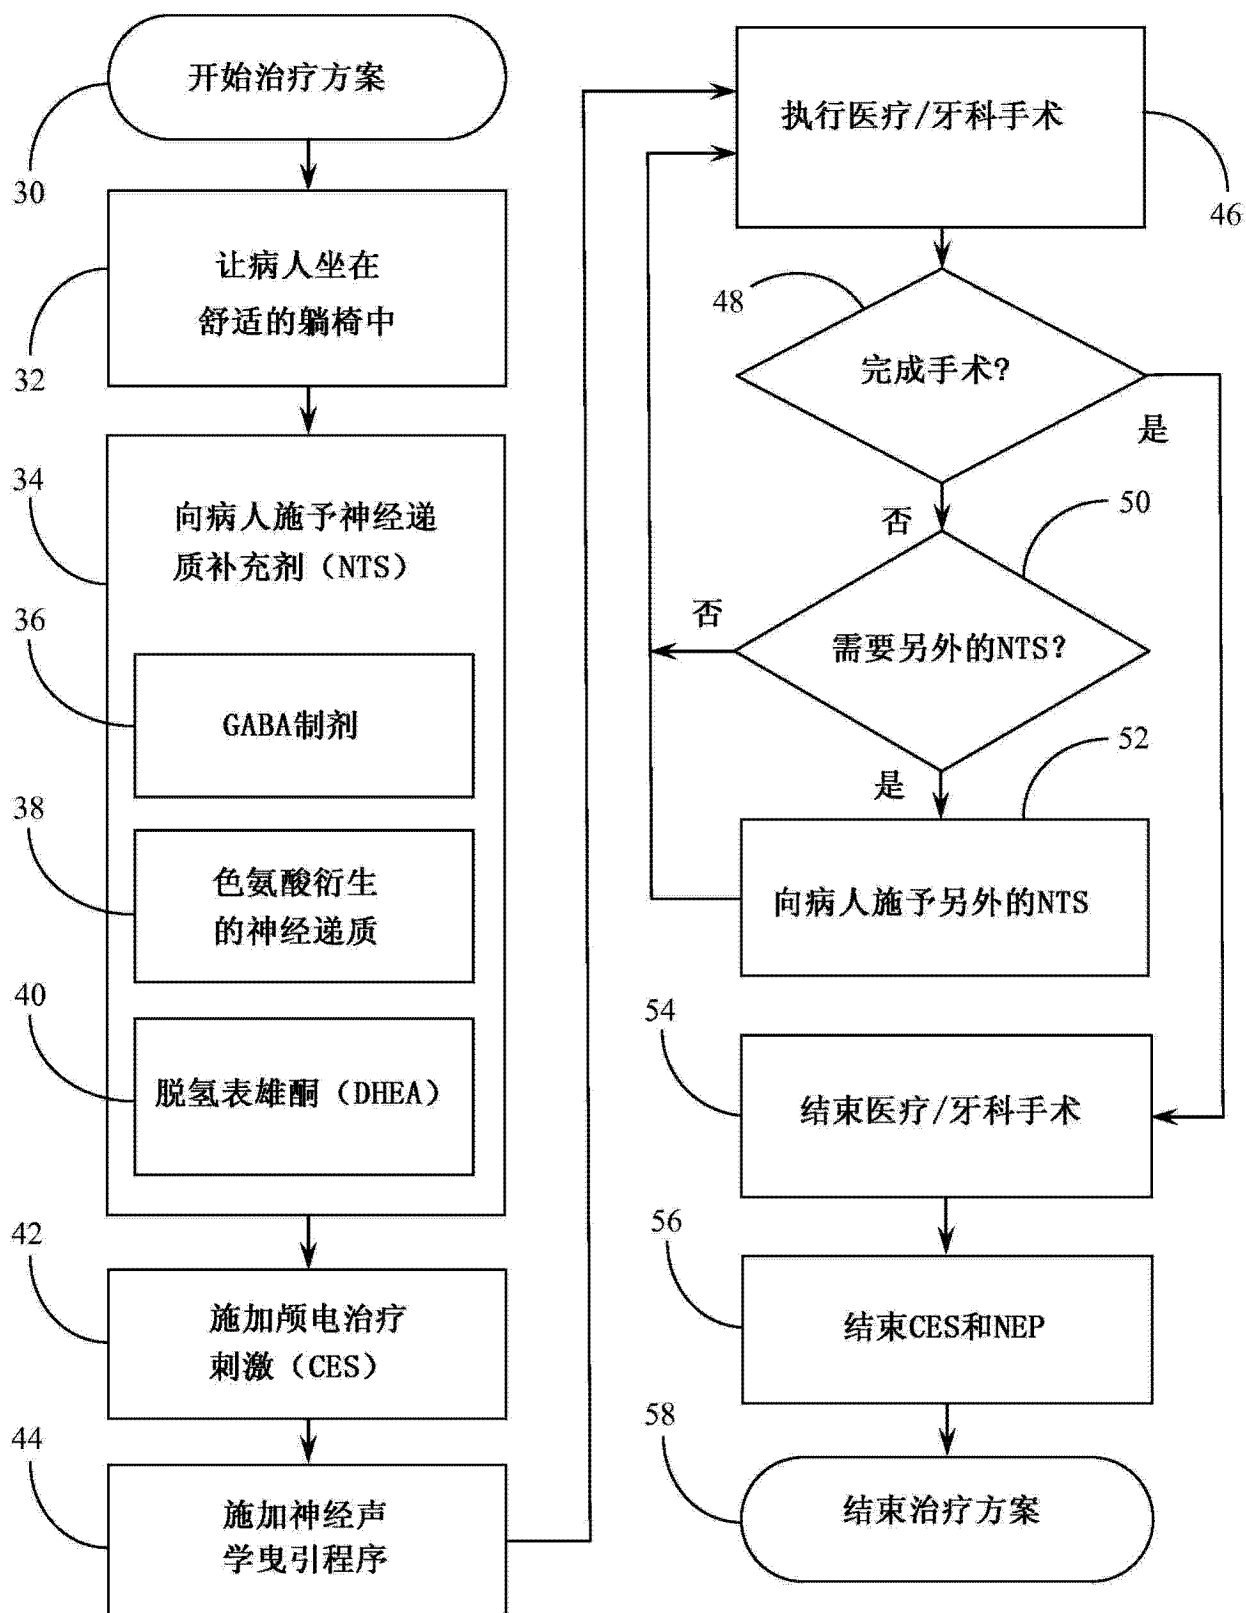 开始治疗方案
30
让病人坐在
舒适的躺椅中
32
34
向病人施予神经递
质补充剂（NTS）
36
GABA制剂
38
色氨酸衍生
的神经递质
40
脱氢表雄酮（DHEA）
42
施加颅电治疗
刺激（CES）
44
施加神经声
学曳引程序
执行医疗/牙科手术
46
48
完成手术?
是
否
50
否
需要另外的NTS?
52
是
向病人施予另外的NTS
54
结束医疗/牙科手术
56
结束CES和NEP
58
结束治疗方案